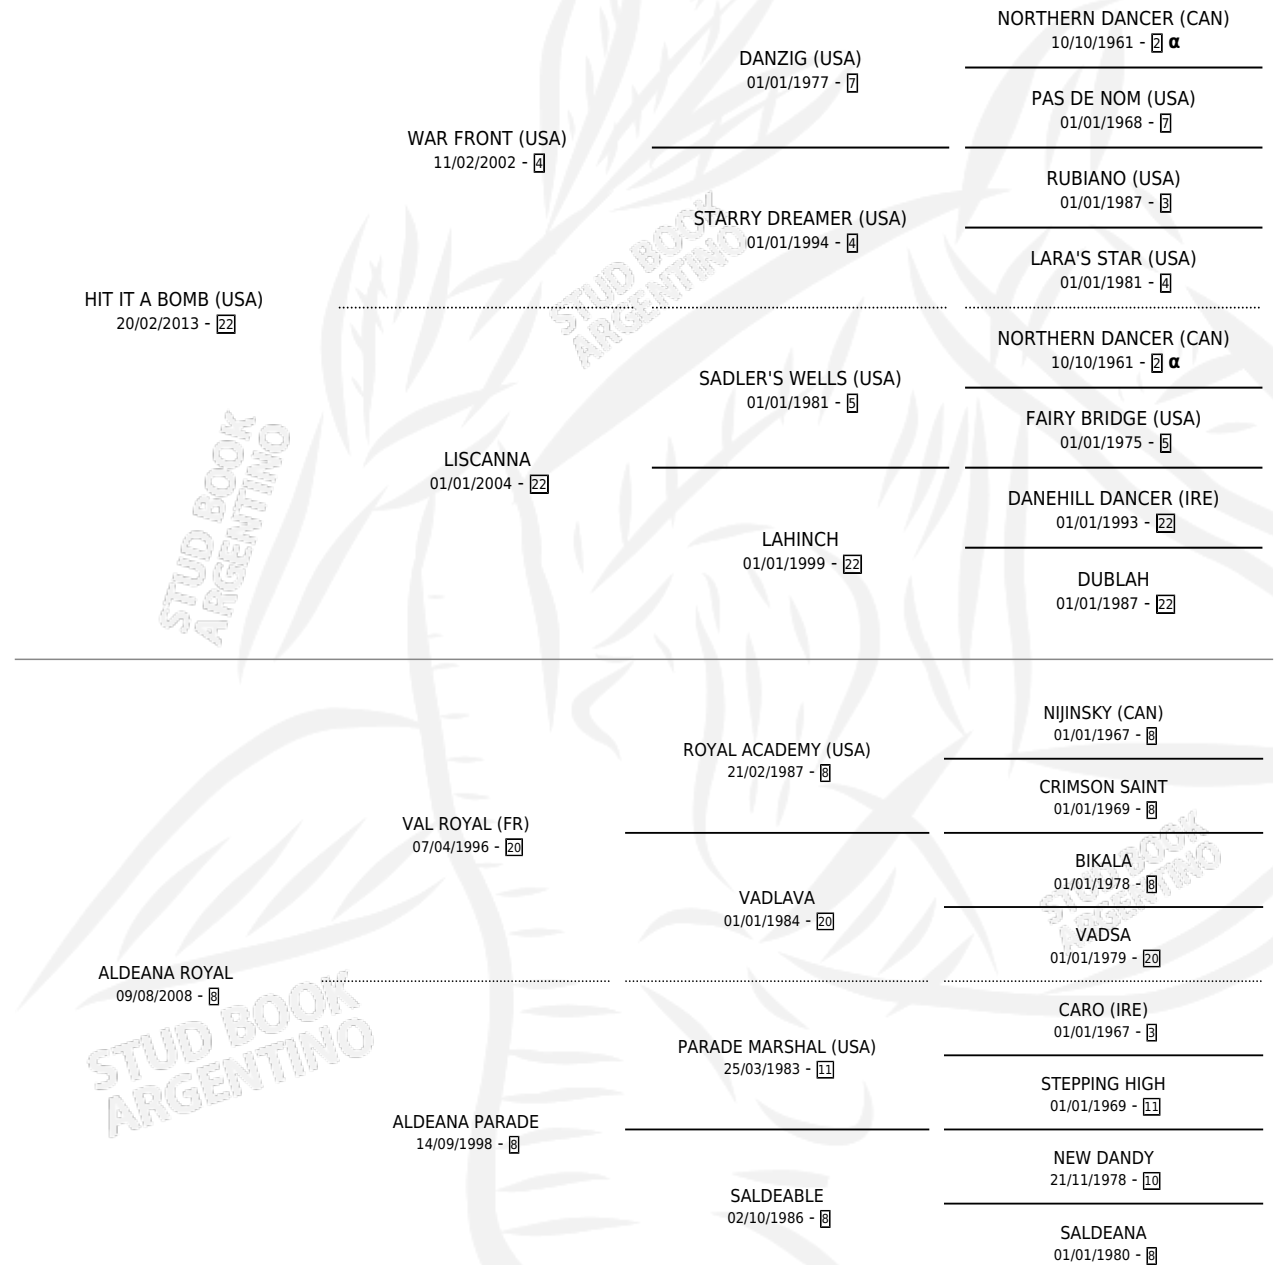 NORTHERN DANCER (CAN)
10/10/1961 - 2 α
DANZIG (USA)
01/01/1977 - 7
PAS DE NOM (USA)
01/01/1968 - 7
WAR FRONT (USA)
11/02/2002 - 4
RUBIANO (USA)
01/01/1987 - 3
STARRY DREAMER (USA)
01/01/1994 - 4
LARA'S STAR (USA)
01/01/1981 - 4
HIT IT A BOMB (USA)
20/02/2013 - 22
NORTHERN DANCER (CAN)
10/10/1961 - 2 α
SADLER'S WELLS (USA)
01/01/1981 - 5
FAIRY BRIDGE (USA)
01/01/1975 - 5
LISCANNA
01/01/2004 - 22
DANEHILL DANCER (IRE)
01/01/1993 - 22
LAHINCH
01/01/1999 - 22
DUBLAH
01/01/1987 - 22
NIJINSKY (CAN)
01/01/1967 - 8
ROYAL ACADEMY (USA)
21/02/1987 - 8
CRIMSON SAINT
01/01/1969 - 8
VAL ROYAL (FR)
07/04/1996 - 20
BIKALA
01/01/1978 - 8
VADLAVA
01/01/1984 - 20
VADSA
01/01/1979 - 20
ALDEANA ROYAL
09/08/2008 - 8
CARO (IRE)
01/01/1967 - 3
PARADE MARSHAL (USA)
25/03/1983 - 11
STEPPING HIGH
01/01/1969 - 11
ALDEANA PARADE
14/09/1998 - 8
NEW DANDY
21/11/1978 - 10
SALDEABLE
02/10/1986 - 8
SALDEANA
01/01/1980 - 8
STUD BOOK
ARGENTINO
STUD BOOK
ARGENTINO
STUD BOOK
ARGENTINO
STUD BOOK
ARGENTINO